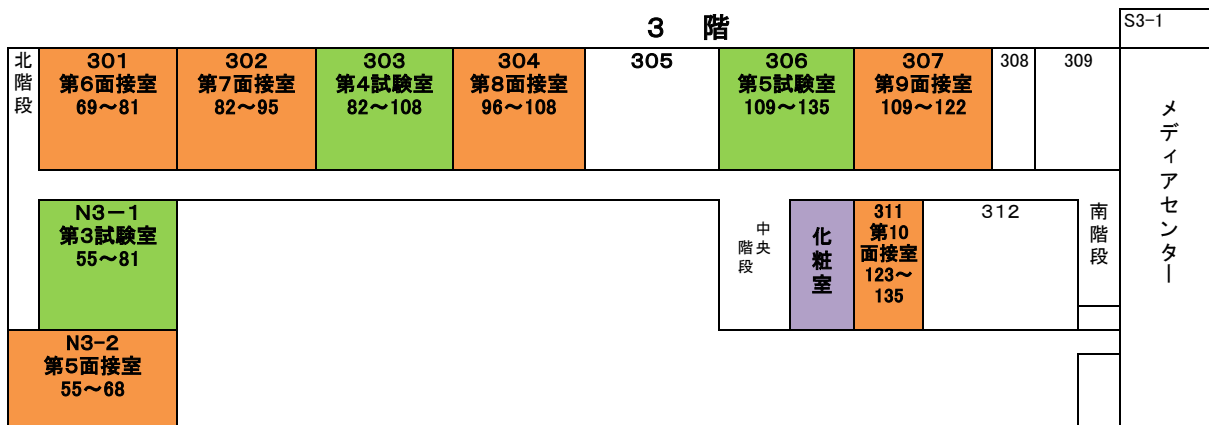 3 階
S3-1
北階段
301
第6面接室
69～81
302
第7面接室
82～95
303
第4試験室
82～108
304
第8面接室
96～108
305
306
第5試験室
109～135
307
第9面接室
109～122
308
309
メディアセンター
N3－1
第3試験室
55～81
中央
階段
化粧室
311
第10
面接室
123～
135
312
南階段
N3-2
第5面接室
55～68